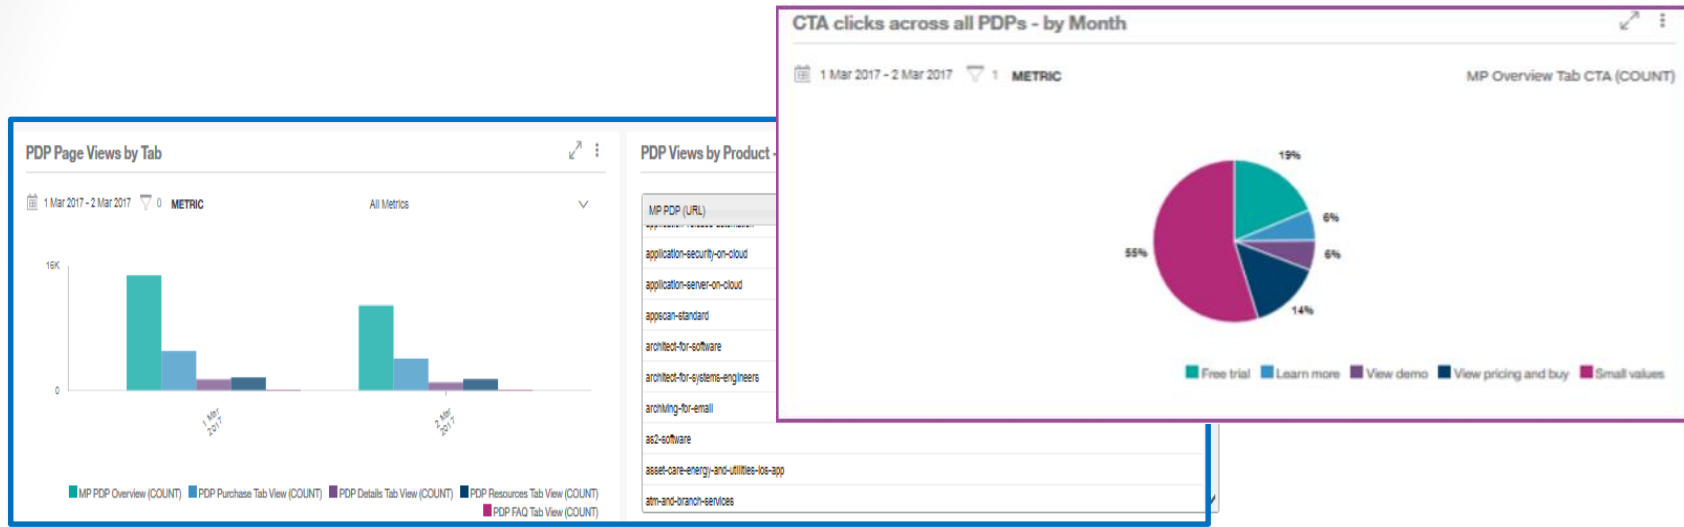 CTA clicks across all PDPs - by Month
1 Mar 2017 - 2 Mar 2017 1 METRIC
MP Overview Tab CTA (COUNT)
19%
6%
6%
14%
55%
Free trial Learn more View demo View pricing and buy Small values
PDP Page Views by Tab
1 Mar 2017 - 2 Mar 2017 0 METRIC
All Metrics
16K
0
1 Mar 2017
2 Mar 2017
MP PDP Overview (COUNT) PDP Purchase Tab View (COUNT) PDP Details Tab View (COUNT) PDP Resources Tab View (COUNT)
PDP FAQ Tab View (COUNT)
PDP Views by Product -
MP PDP (URL)
application-security-on-cloud
application-server-on-cloud
appscan-standard
architect-for-software
architect-for-systems-engineers
archiving-for-email
as2-software
asset-care-energy-and-utilities-ios-app
atm-and-branch-services